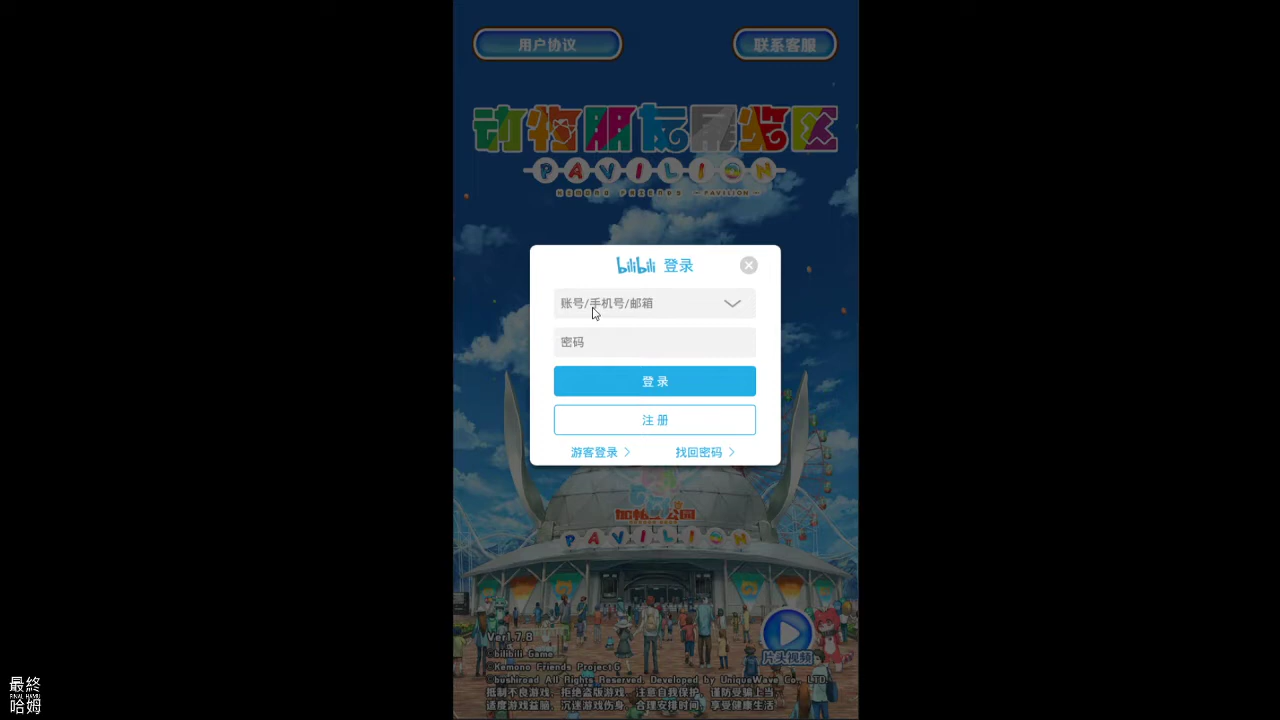 用户协议
联系客服
动物朋友展览区
PAVILION
KEMONO FRIENDS -PAVILION-
bilibili 登录
账号/手机号/邮箱
密码
登录
注册
游客登录
找回密码
PAVILION
Ver1.7.8
©bilibili Game
©Kemono Friends Project G
©bushiroad All Rights Reserved. Developed by UniqueWave Co., LTD.
片头视频
抵制不良游戏,拒绝盗版游戏。注意自我保护,谨防受骗上当。
适度游戏益脑,沉迷游戏伤身。合理安排时间,享受健康生活。
最終
哈姆